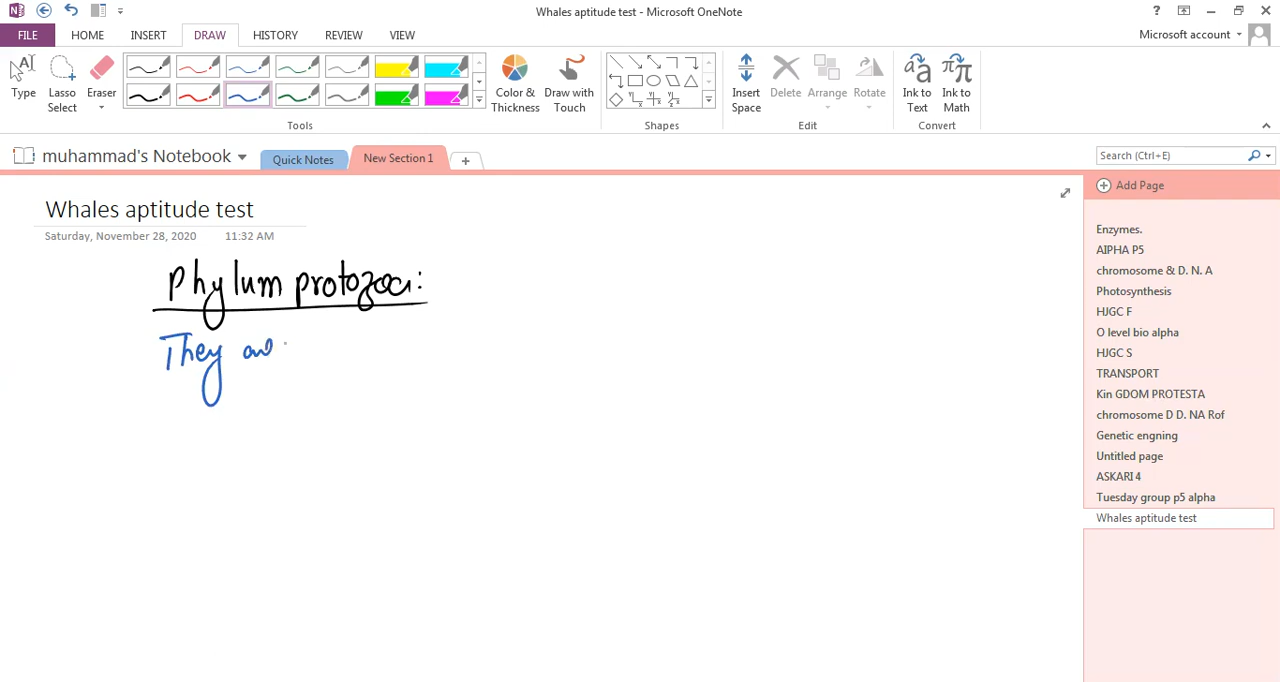 Whales aptitude test - Microsoft OneNote
?
FILE HOME INSERT DRAW HISTORY REVIEW VIEW
Microsoft account
Type Lasso Select Eraser
Color & Thickness Draw with Touch
Insert Space Delete Arrange Rotate
Ink to Text Ink to Math
Tools Shapes Edit Convert
muhammad's Notebook Quick Notes New Section 1 +
Search (Ctrl+E)
Add Page
Whales aptitude test
Saturday, November 28, 2020 11:32 AM
Phylum protozoa:
They
Enzymes.
AlPHA P5
chromosome & D. N. A
Photosynthesis
HJGC F
O level bio alpha
HJGC S
TRANSPORT
Kin GDOM PROTESTA
chromosome D D. NA Rof
Genetic engning
Untitled page
ASKARI 4
Tuesday group p5 alpha
Whales aptitude test